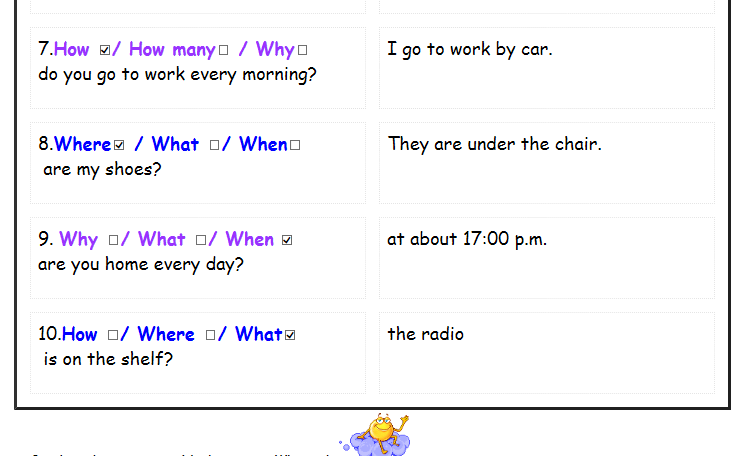 7.How ☑/ How many☐ / Why☐
do you go to work every morning?
I go to work by car.
8.Where☑ / What ☐/ When☐
are my shoes?
They are under the chair.
9. Why ☐/ What ☐/ When ☑
are you home every day?
at about 17:00 p.m.
10.How ☐/ Where ☐/ What☑
is on the shelf?
the radio